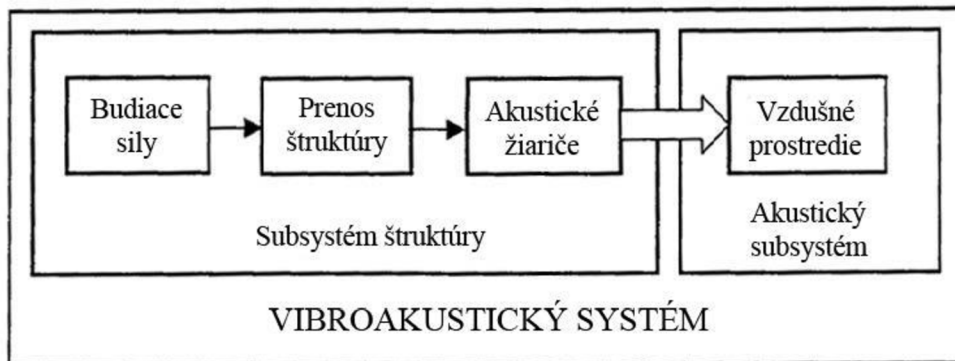 Budiace
sily
Prenos
štruktúry
Akustické
žiariče
Vzdušné
prostredie
Subsystém štruktúry
Akustický
subsystém
VIBROAKUSTICKÝ SYSTÉM